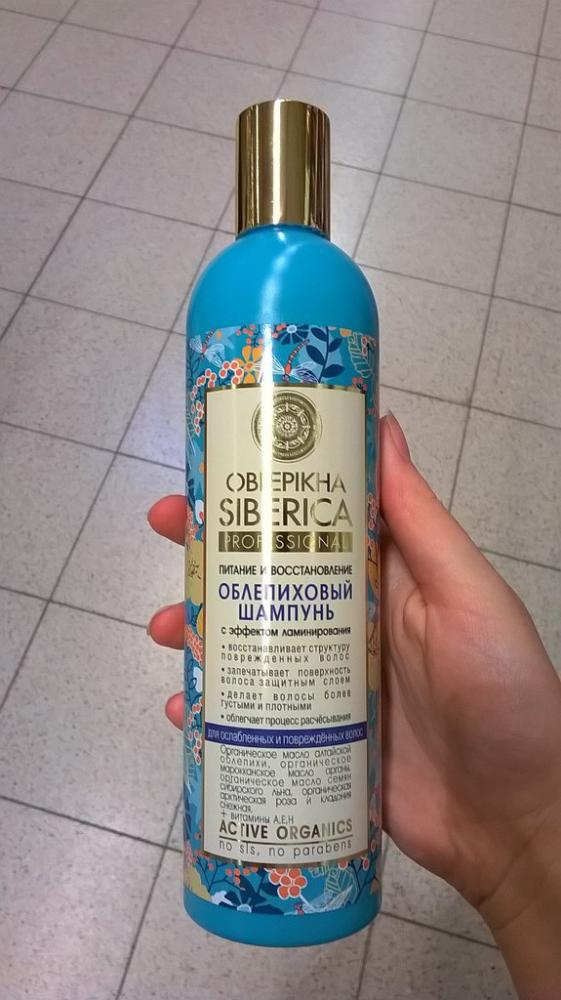 OBLEPIKHA
SIBERICA
PROFESSIONAL
ПИТАНИЕ И ВОССТАНОВЛЕНИЕ
ОБЛЕПИХОВЫЙ
ШАМПУНЬ
с эффектом ламинирования
• восстанавливает структуру
поврежденных волос
• запечатывает поверхность
волоса защитным слоем
• делает волосы более
густыми и плотными
• облегчает процесс расчёсывания
для ослабленных и повреждённых волос
Органическое масло алтайской
облепихи, органическое
марокканское масло арганы,
органическое масло семян
сибирского льна, органическая
арктическая роза и кладония
снежная.
+ витамины А,Е,Н
ACTIVE ORGANICS
no sls, no parabens